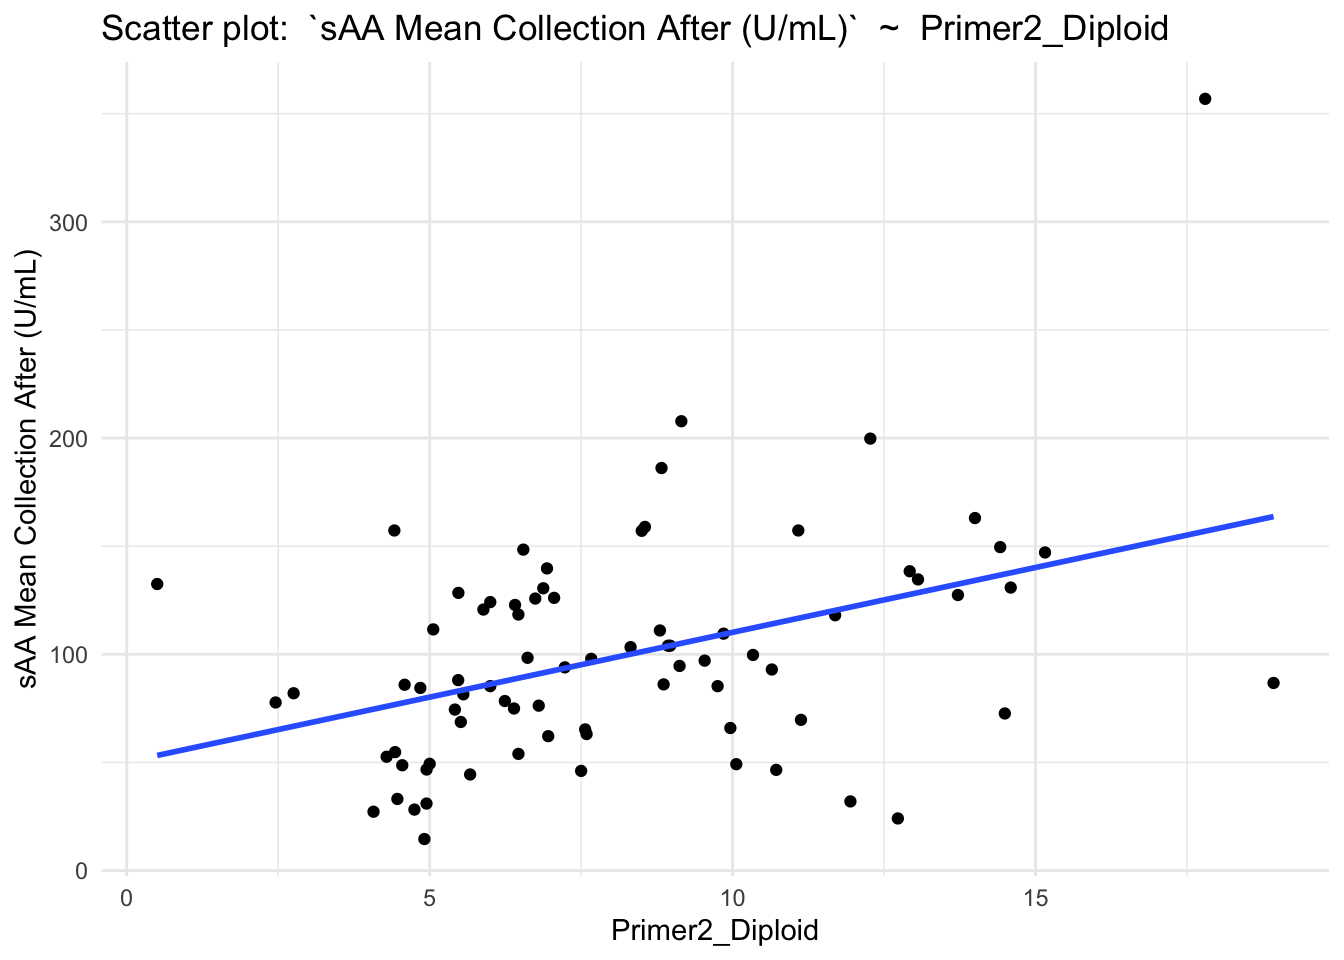 Scatter plot:  `sAA Mean Collection After (U/mL)`  ~  Primer2_Diploid
sAA Mean Collection After (U/mL)
300
200
100
0
0
5
10
15
Primer2_Diploid